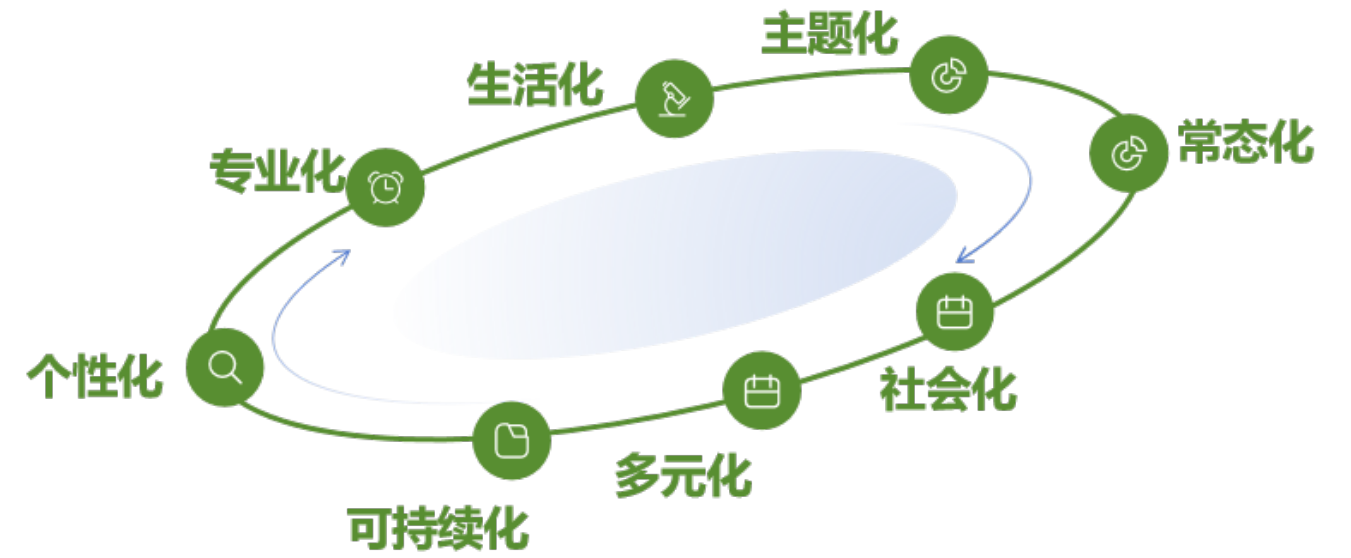 主题化
生活化
常态化
专业化
个性化
社会化
多元化
可持续化